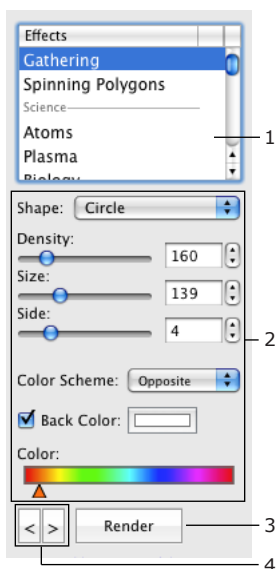 Effects
Gathering
Spinning Polygons
Science
Atoms
1
Plasma
Biology
Shape: Circle
Density:
160
Size:
139
Side:
4
2
Color Scheme: Opposite
Back Color:
Color:
< > Render
3
4